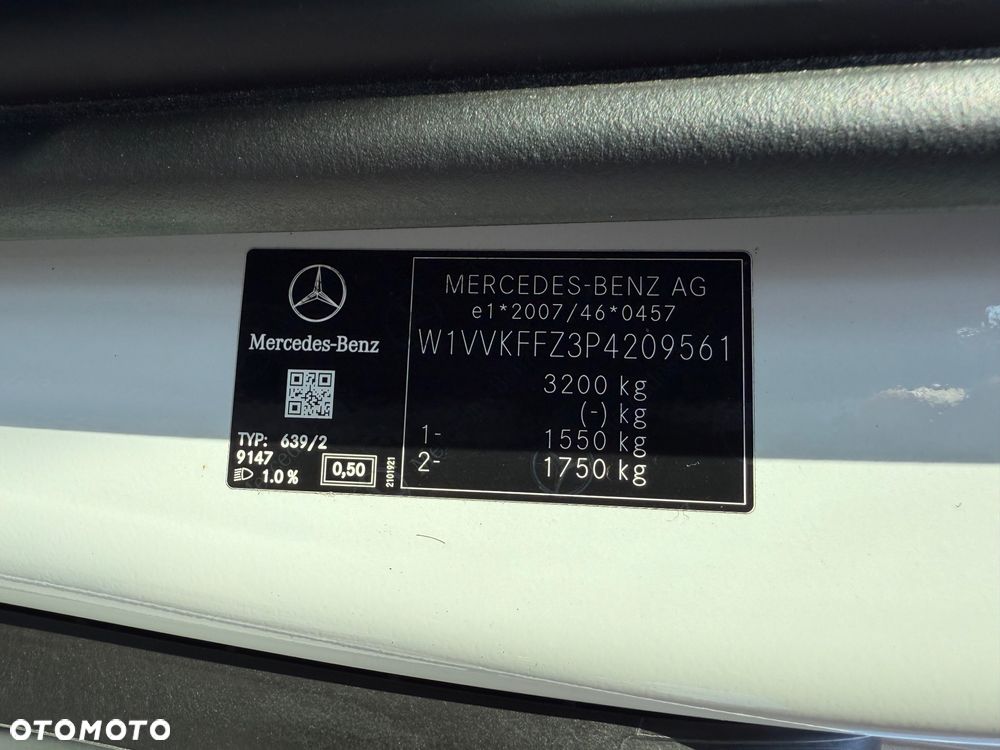 MERCEDES-BENZ AG
e1*2007/46*0457
Mercedes-Benz
W1VVKFFZ3P4209561
3200 kg
(-) kg
1- 1550 kg
2- 1750 kg
TYP: 639/2
9147
1.0 %
0,50
2101921
OTOMOTO